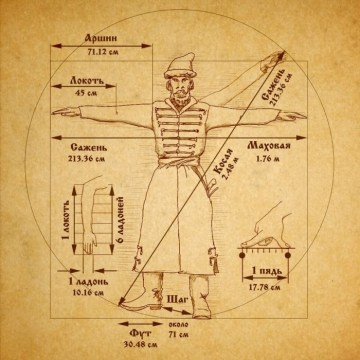 Аршин
71.12 см
Локоть
45 см
Сажень
213.36 см
Сажень
213.36 см
Маховая
1.76 м
Косая
2.48 м
1 локоть
6 ладоней
1 ладонь
10.16 см
1 пядь
17.78 см
Шаг
около
71 см
Фут
30.48 см